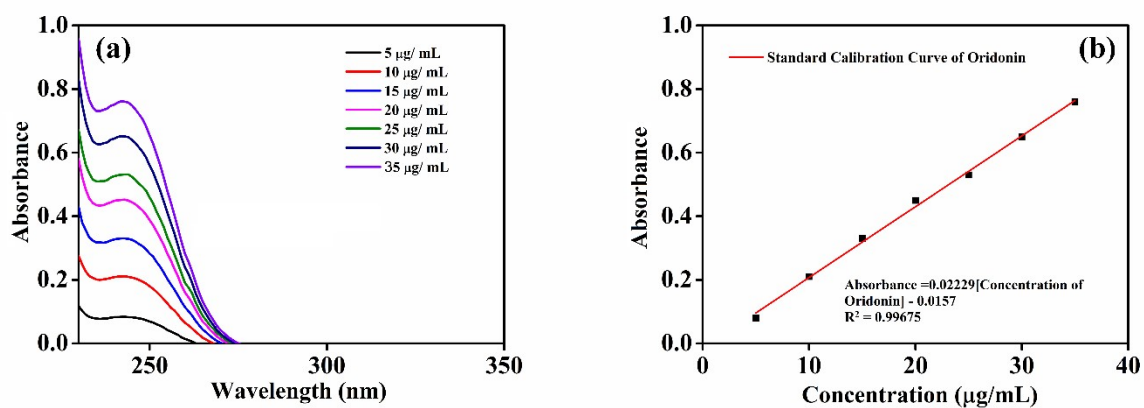 (a)
5 µg/ mL
10 µg/ mL
15 µg/ mL
20 µg/ mL
25 µg/ mL
30 µg/ mL
35 µg/ mL
1.0
0.8
0.6
0.4
0.2
0.0
Absorbance
250
300
350
Wavelength (nm)
(b)
Standard Calibration Curve of Oridonin
Absorbance =0.02229[Concentration of
Oridonin] - 0.0157
R² = 0.99675
1.0
0.8
0.6
0.4
0.2
0.0
Absorbance
0
10
20
30
40
Concentration (µg/mL)